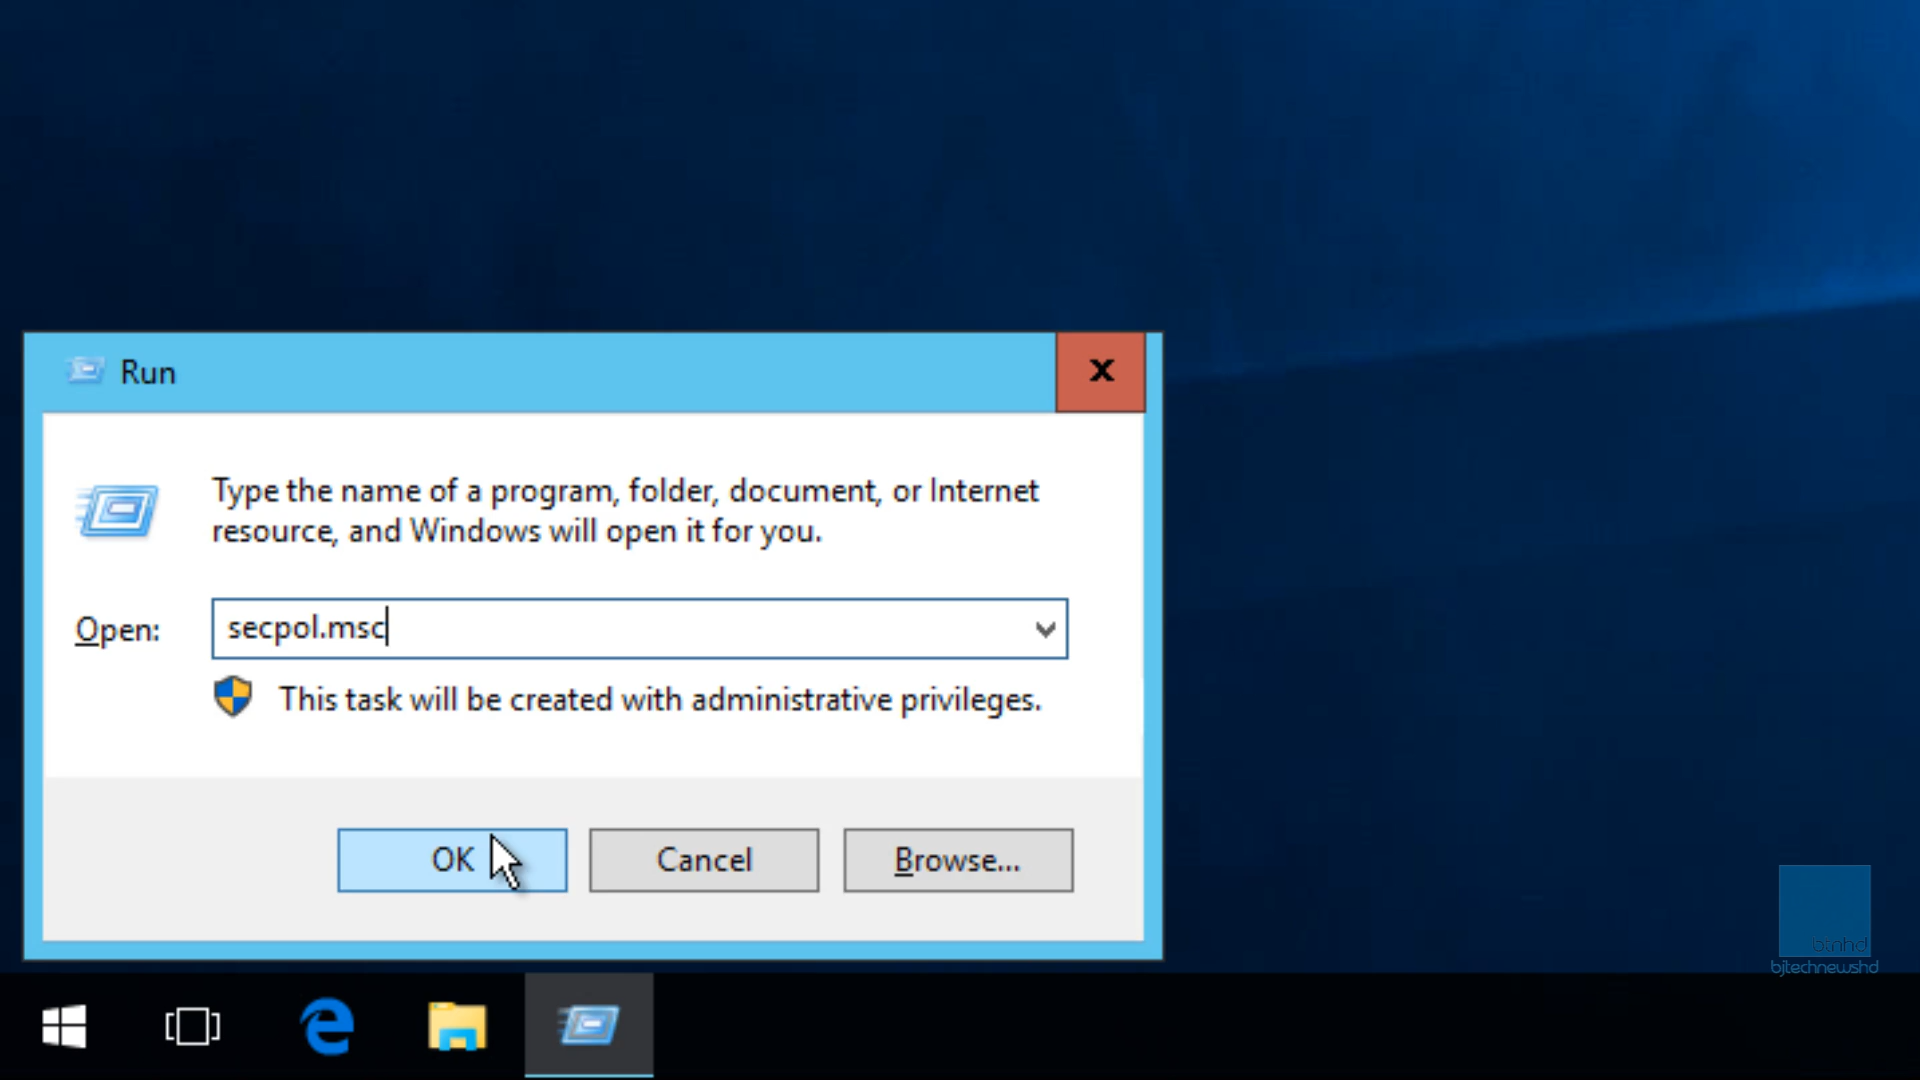 Run
x
Type the name of a program, folder, document, or Internet
resource, and Windows will open it for you.
Open: secpol.msc
This task will be created with administrative privileges.
OK Cancel Browse...
btnhd
bjtechnewshd